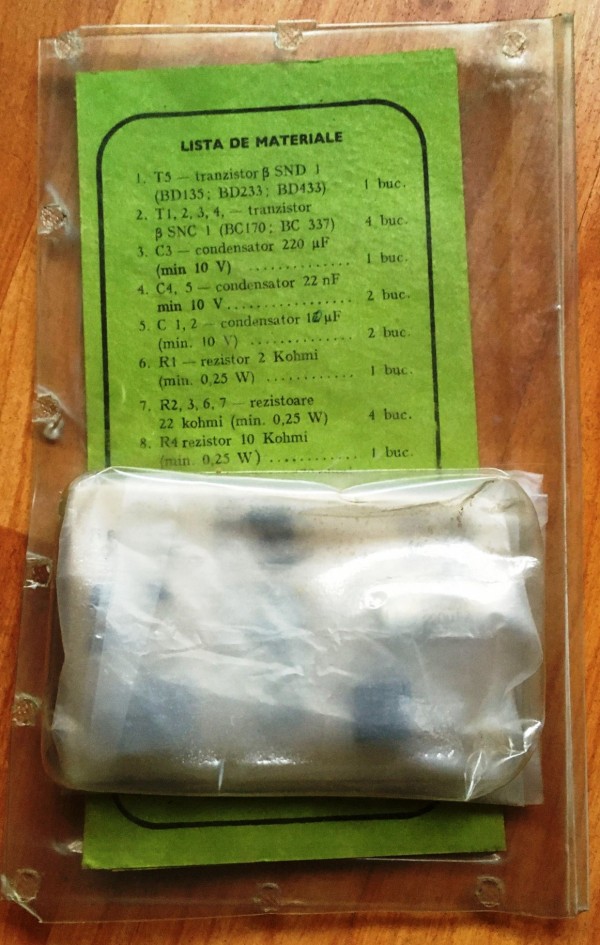 LISTA DE MATERIALE
1. T5 — tranzistor β SND 1
(BD135; BD233; BD433) 1 buc.
2. T1, 2, 3, 4, — tranzistor
β SNC 1 (BC170; BC 337) 4 buc.
3. C3 — condensator 220 μF
(min 10 V) ............ 1 buc.
4. C4, 5 — condensator 22 nF
min 10 V................ 2 buc.
5. C 1, 2 — condensator 10 μF
(min. 10 V) ............ 2 buc.
6. R1 — rezistor 2 Kohmi
(min. 0,25 W) ............ 1 buc.
7. R2, 3, 6, 7 — rezistoare
22 kohmi (min. 0,25 W) 4 buc.
8. R4 rezistor 10 Kohmi
(min. 0,25 W) ............ 1 buc.